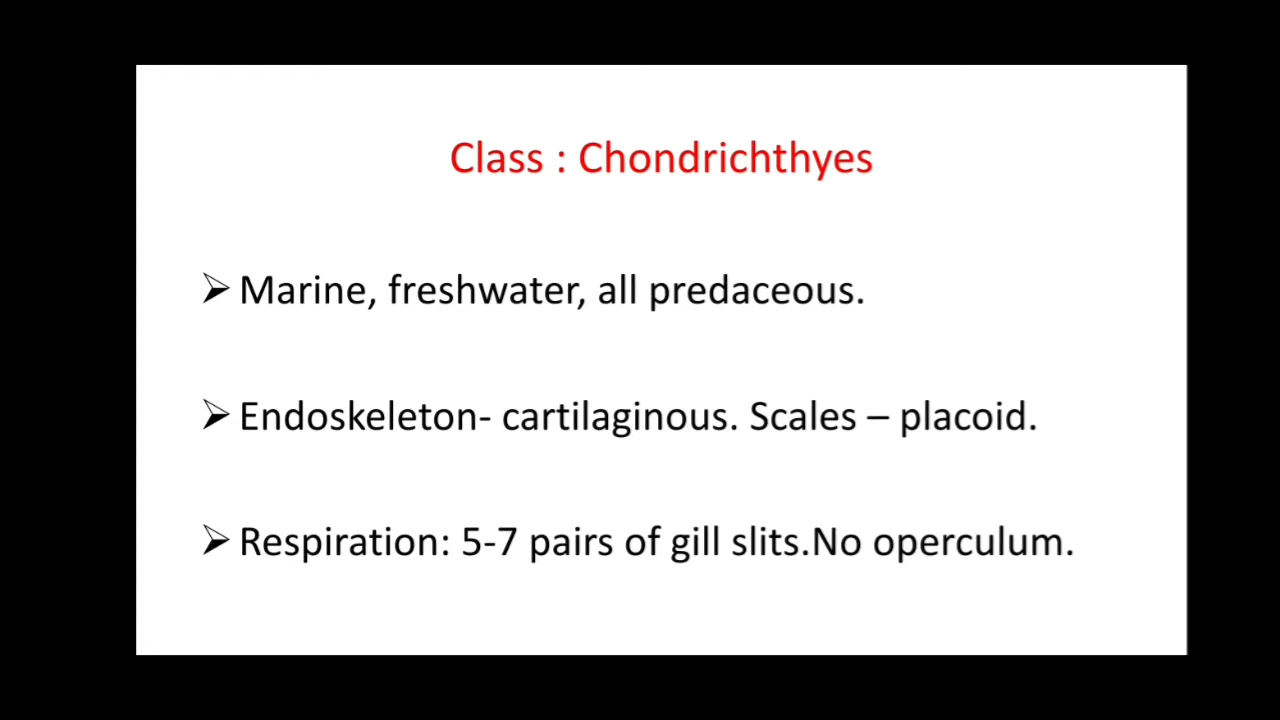 Class : Chondrichthyes
➢ Marine, freshwater, all predaceous.
➢ Endoskeleton- cartilaginous. Scales – placoid.
➢ Respiration: 5-7 pairs of gill slits.No operculum.